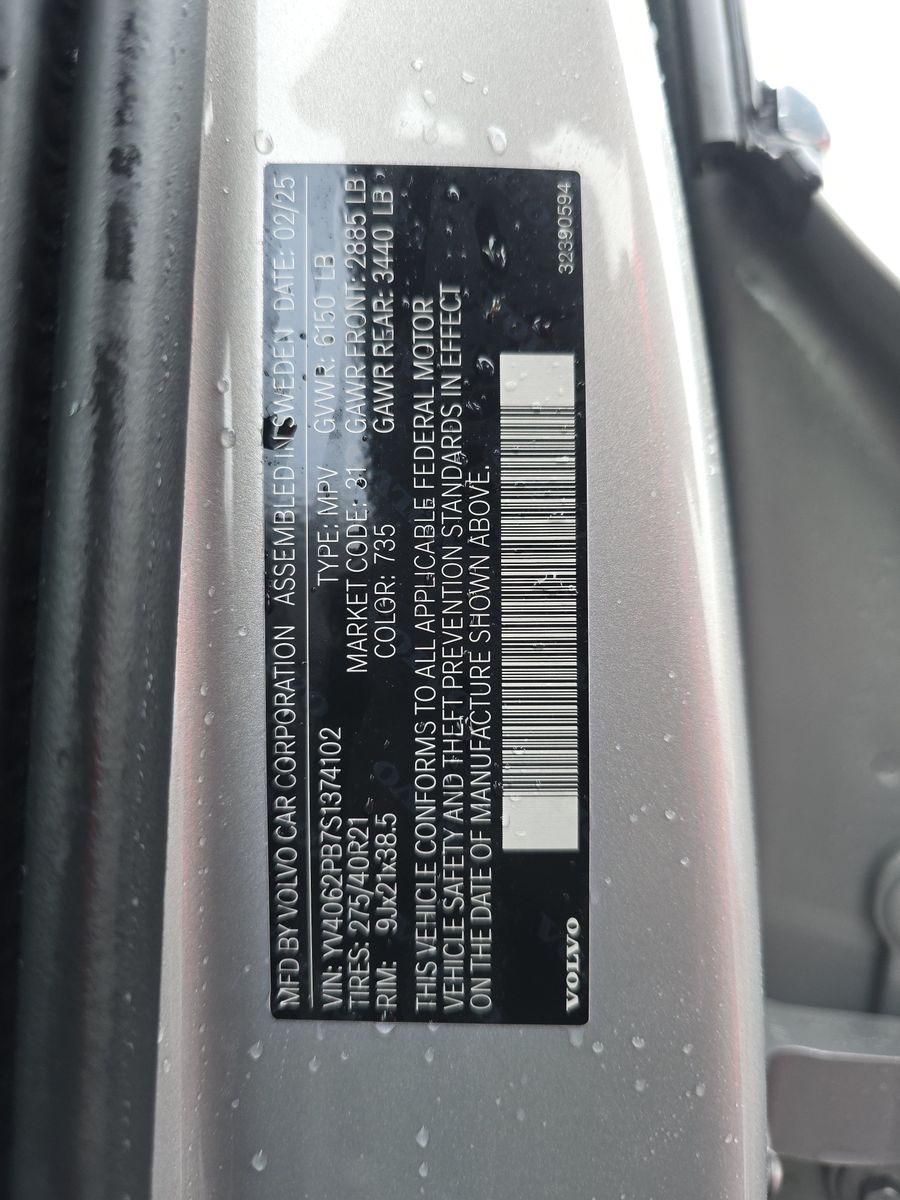 MFD BY VOLVO CAR CORPORATION ASSEMBLED IN SWEDEN DATE: 02/25
VIN: YV4062PB7S1374102 TYPE: MPV GVWR: 6150 LB
TIRES: 275/40R21 MARKET CODE: 31 GAWR FRONT: 2885 LB
RIM: 9Jx21x38.5 COLOR: 735 GAWR REAR: 3440 LB
THIS VEHICLE CONFORMS TO ALL APPLICABLE FEDERAL MOTOR
VEHICLE SAFETY AND THEFT PREVENTION STANDARDS IN EFFECT
ON THE DATE OF MANUFACTURE SHOWN ABOVE.
VOLVO 32390594